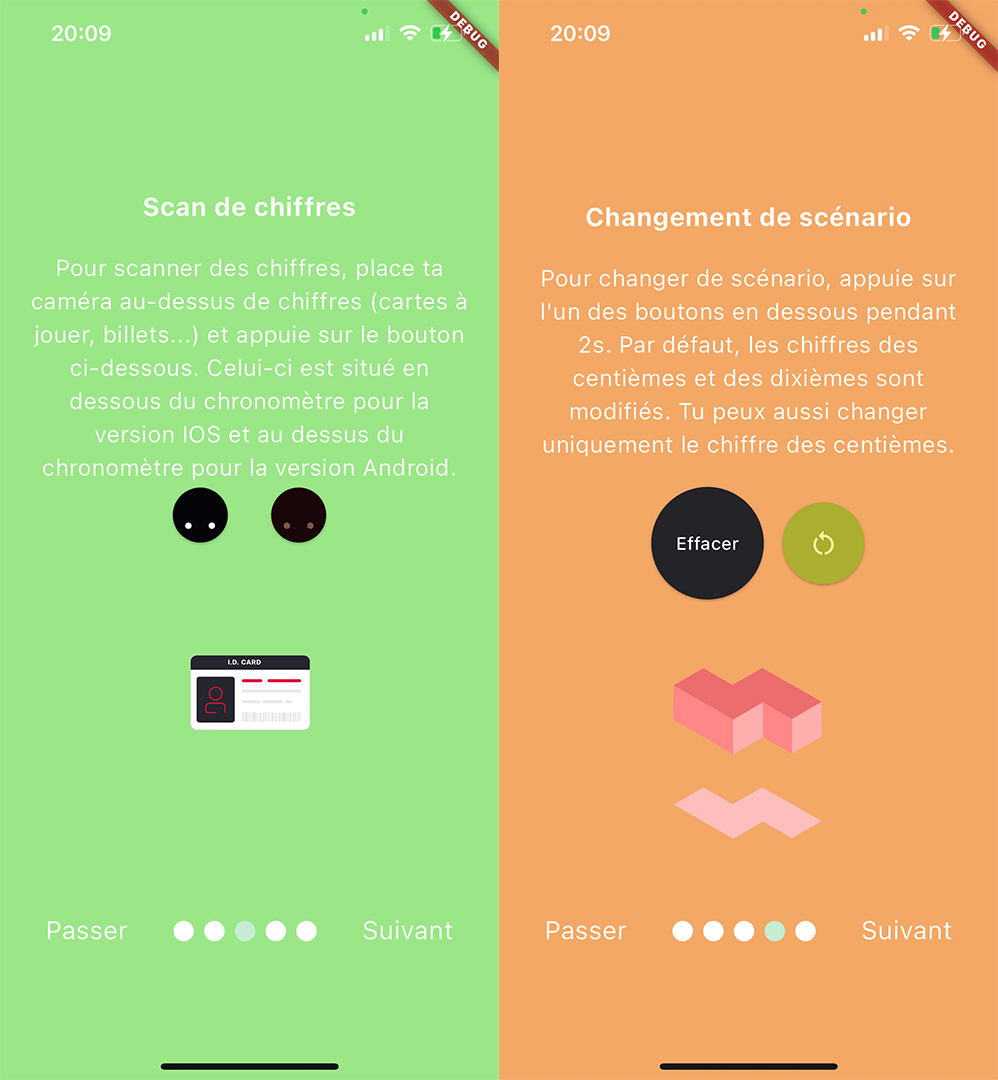 20:09
DEBUG
Scan de chiffres
Pour scanner des chiffres, place ta
caméra au-dessus de chiffres (cartes à
jouer, billets...) et appuie sur le bouton
ci-dessous. Celui-ci est situé en
dessous du chronomètre pour la
version IOS et au dessus du
chronomètre pour la version Android.
I.D. CARD
Passer
Suivant
20:09
DEBUG
Changement de scénario
Pour changer de scénario, appuie sur
l'un des boutons en dessous pendant
2s. Par défaut, les chiffres des
centièmes et des dixièmes sont
modifiés. Tu peux aussi changer
uniquement le chiffre des centièmes.
Effacer
Passer
Suivant